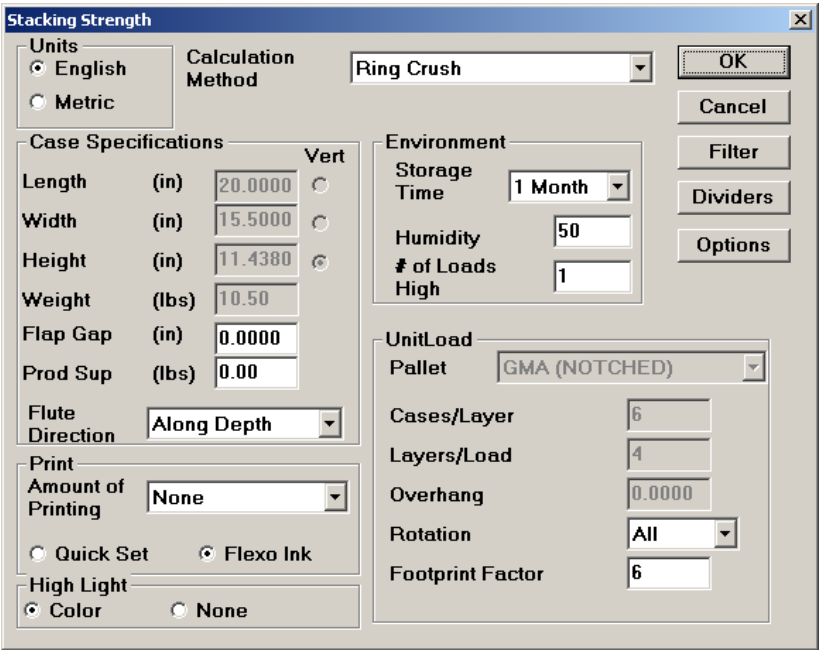 Stacking Strength
Units
English
Metric
Calculation
Method
Ring Crush
OK
Cancel
Filter
Dividers
Options
Case Specifications
Vert
Length (in) 20.0000
Width (in) 15.5000
Height (in) 11.4380
Weight (lbs) 10.50
Flap Gap (in) 0.0000
Prod Sup (lbs) 0.00
Flute
Direction
Along Depth
Environment
Storage
Time
1 Month
Humidity 50
# of Loads
High
1
Print
Amount of
Printing
None
Quick Set Flexo Ink
High Light
Color None
UnitLoad
Pallet GMA (NOTCHED)
Cases/Layer 6
Layers/Load 4
Overhang 0.0000
Rotation All
Footprint Factor 6